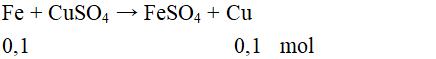 Fe + CuSO₄ → FeSO₄ + Cu
0,1 0,1 mol